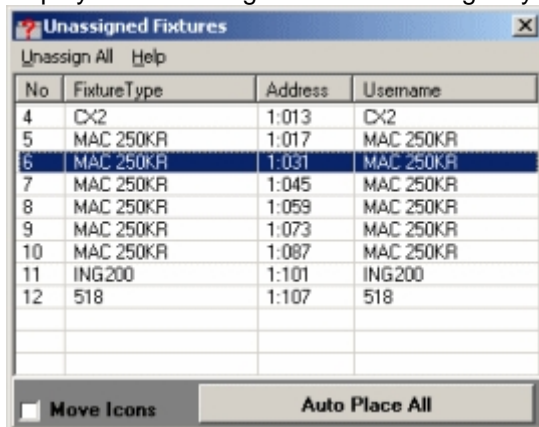 Unassigned Fixtures
Unassign All Help
No FixtureType Address Username
4 CX2 1:013 CX2
5 MAC 250KR 1:017 MAC 250KR
6 MAC 250KR 1:031 MAC 250KR
7 MAC 250KR 1:045 MAC 250KR
8 MAC 250KR 1:059 MAC 250KR
9 MAC 250KR 1:073 MAC 250KR
10 MAC 250KR 1:087 MAC 250KR
11 ING200 1:101 ING200
12 518 1:107 518
Move Icons Auto Place All